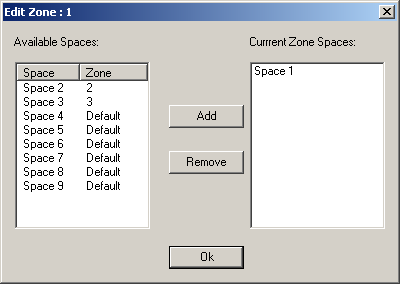 Edit Zone : 1
Available Spaces:
Currrent Zone Spaces:
Space Zone
Space 2 2
Space 3 3
Space 4 Default
Space 5 Default
Space 6 Default
Space 7 Default
Space 8 Default
Space 9 Default
Add
Remove
Space 1
Ok